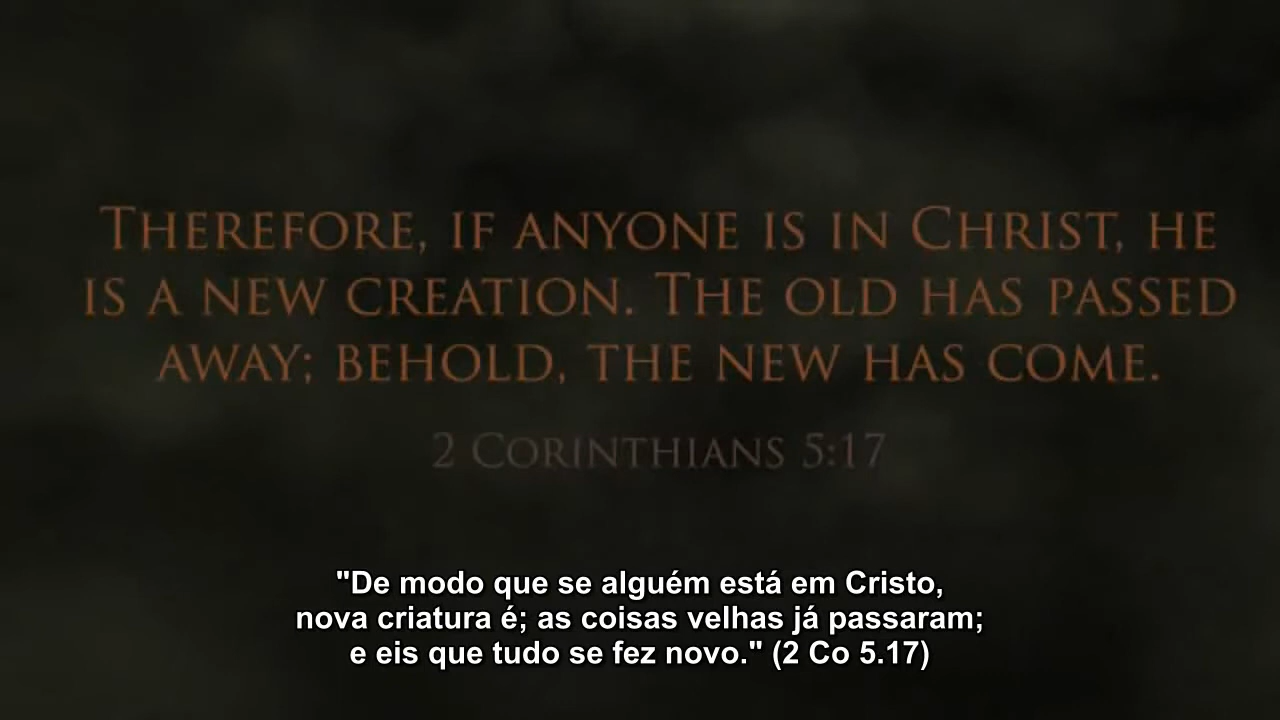 Therefore, if anyone is in Christ, he
is a new creation. The old has passed
away; behold, the new has come.
2 Corinthians 5:17
"De modo que se alguém está em Cristo,
nova criatura é; as coisas velhas já passaram;
e eis que tudo se fez novo." (2 Co 5.17)